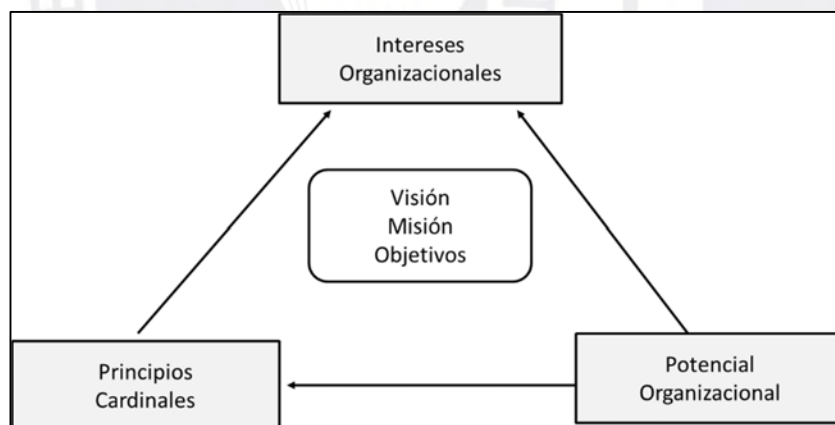 Intereses
Organizacionales
Visión
Misión
Objetivos
Principios
Cardinales
Potencial
Organizacional